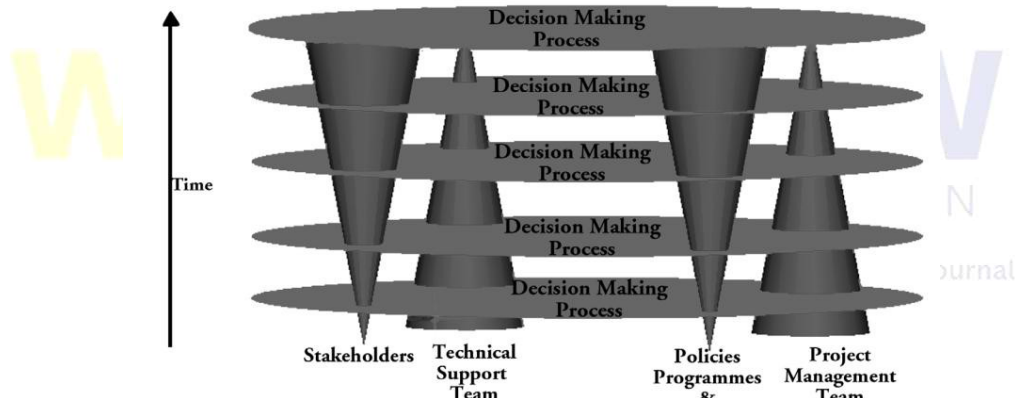 Decision Making
Process
Decision Making
Process
Decision Making
Process
Time
Decision Making
Process
Decision Making
Process
Stakeholders
Technical
Support
Team
Policies
Programmes
&
Project
Management
Team
W
W
N
ournal